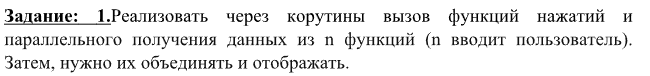 Задание: 1.Реализовать через корутины вызов функций нажатий и
параллельного получения данных из n функций (n вводит пользователь).
Затем, нужно их объединять и отображать.